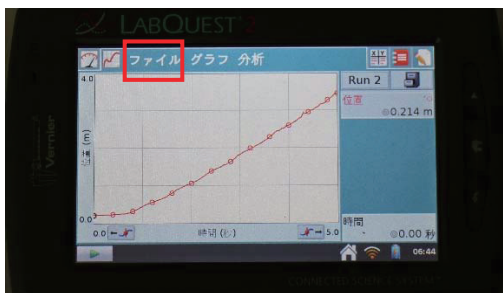 LABQUEST 2
ファイル グラフ 分析
Run 2
4.0
位置
0.214 m
位置 (m)
Vernier
0.0
0.0
時間 (秒)
5.0
時間
0.00 秒
06:44